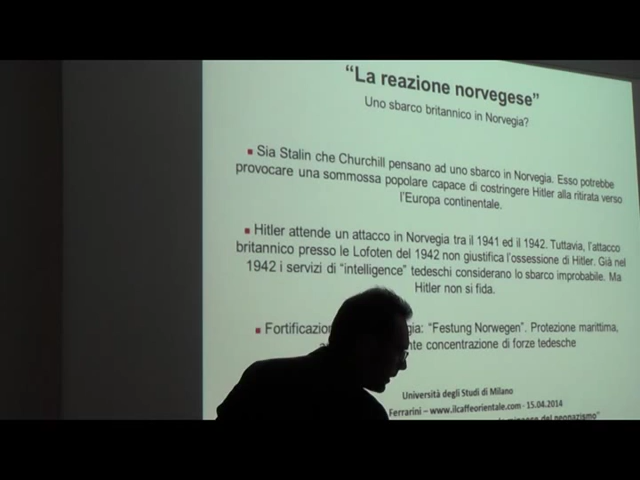 “La reazione norvegese”
Uno sbarco britannico in Norvegia?
Sia Stalin che Churchill pensano ad uno sbarco in Norvegia. Esso potrebbe
provocare una sommossa popolare capace di costringere Hitler alla ritirata verso
l’Europa continentale.
Hitler attende un attacco in Norvegia tra il 1941 ed il 1942. Tuttavia, l’attacco
britannico presso le Lofoten del 1942 non giustifica l’ossessione di Hitler. Già nel
1942 i servizi di “intelligence” tedeschi considerano lo sbarco improbabile. Ma
Hitler non si fida.
“Festung Norwegen”. Protezione marittima,
concentrazione di forze tedesche
Università degli Studi di Milano
Ferrarini – www.ilcaffeorientale.com - 15.04.2014
del neonazismo”